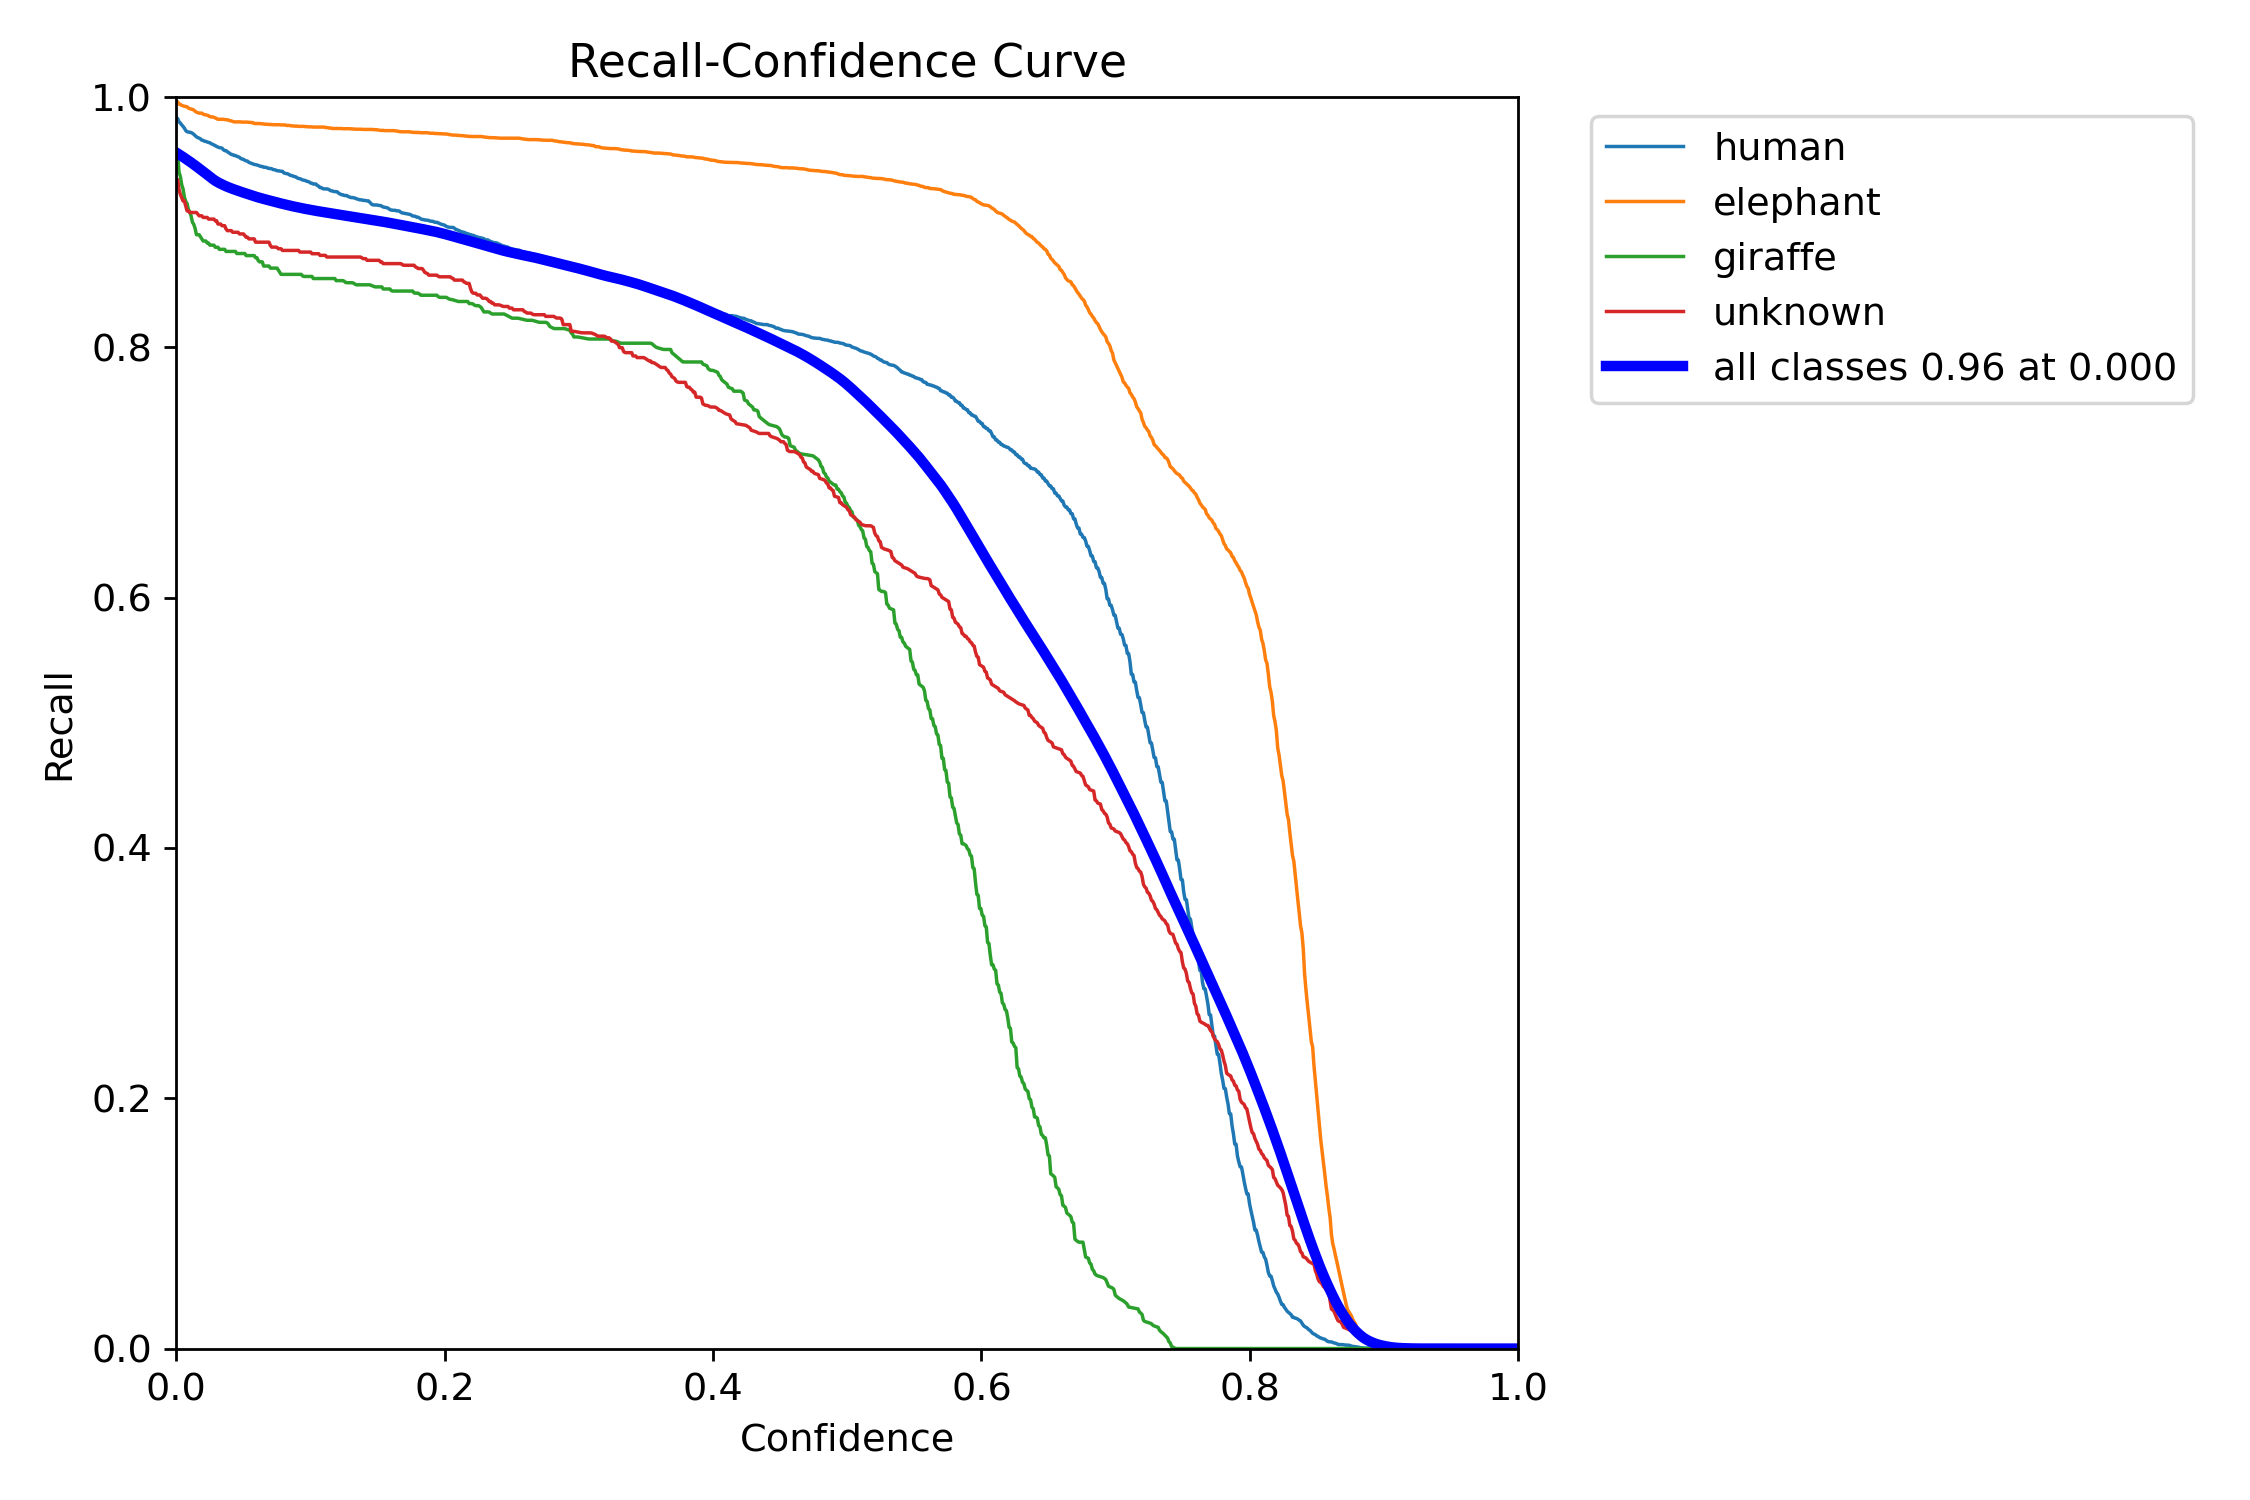 Recall-Confidence Curve
1.0
0.8
0.6
0.4
0.2
0.0
Recall
0.0 0.2 0.4 0.6 0.8 1.0
Confidence
human
elephant
giraffe
unknown
all classes 0.96 at 0.000